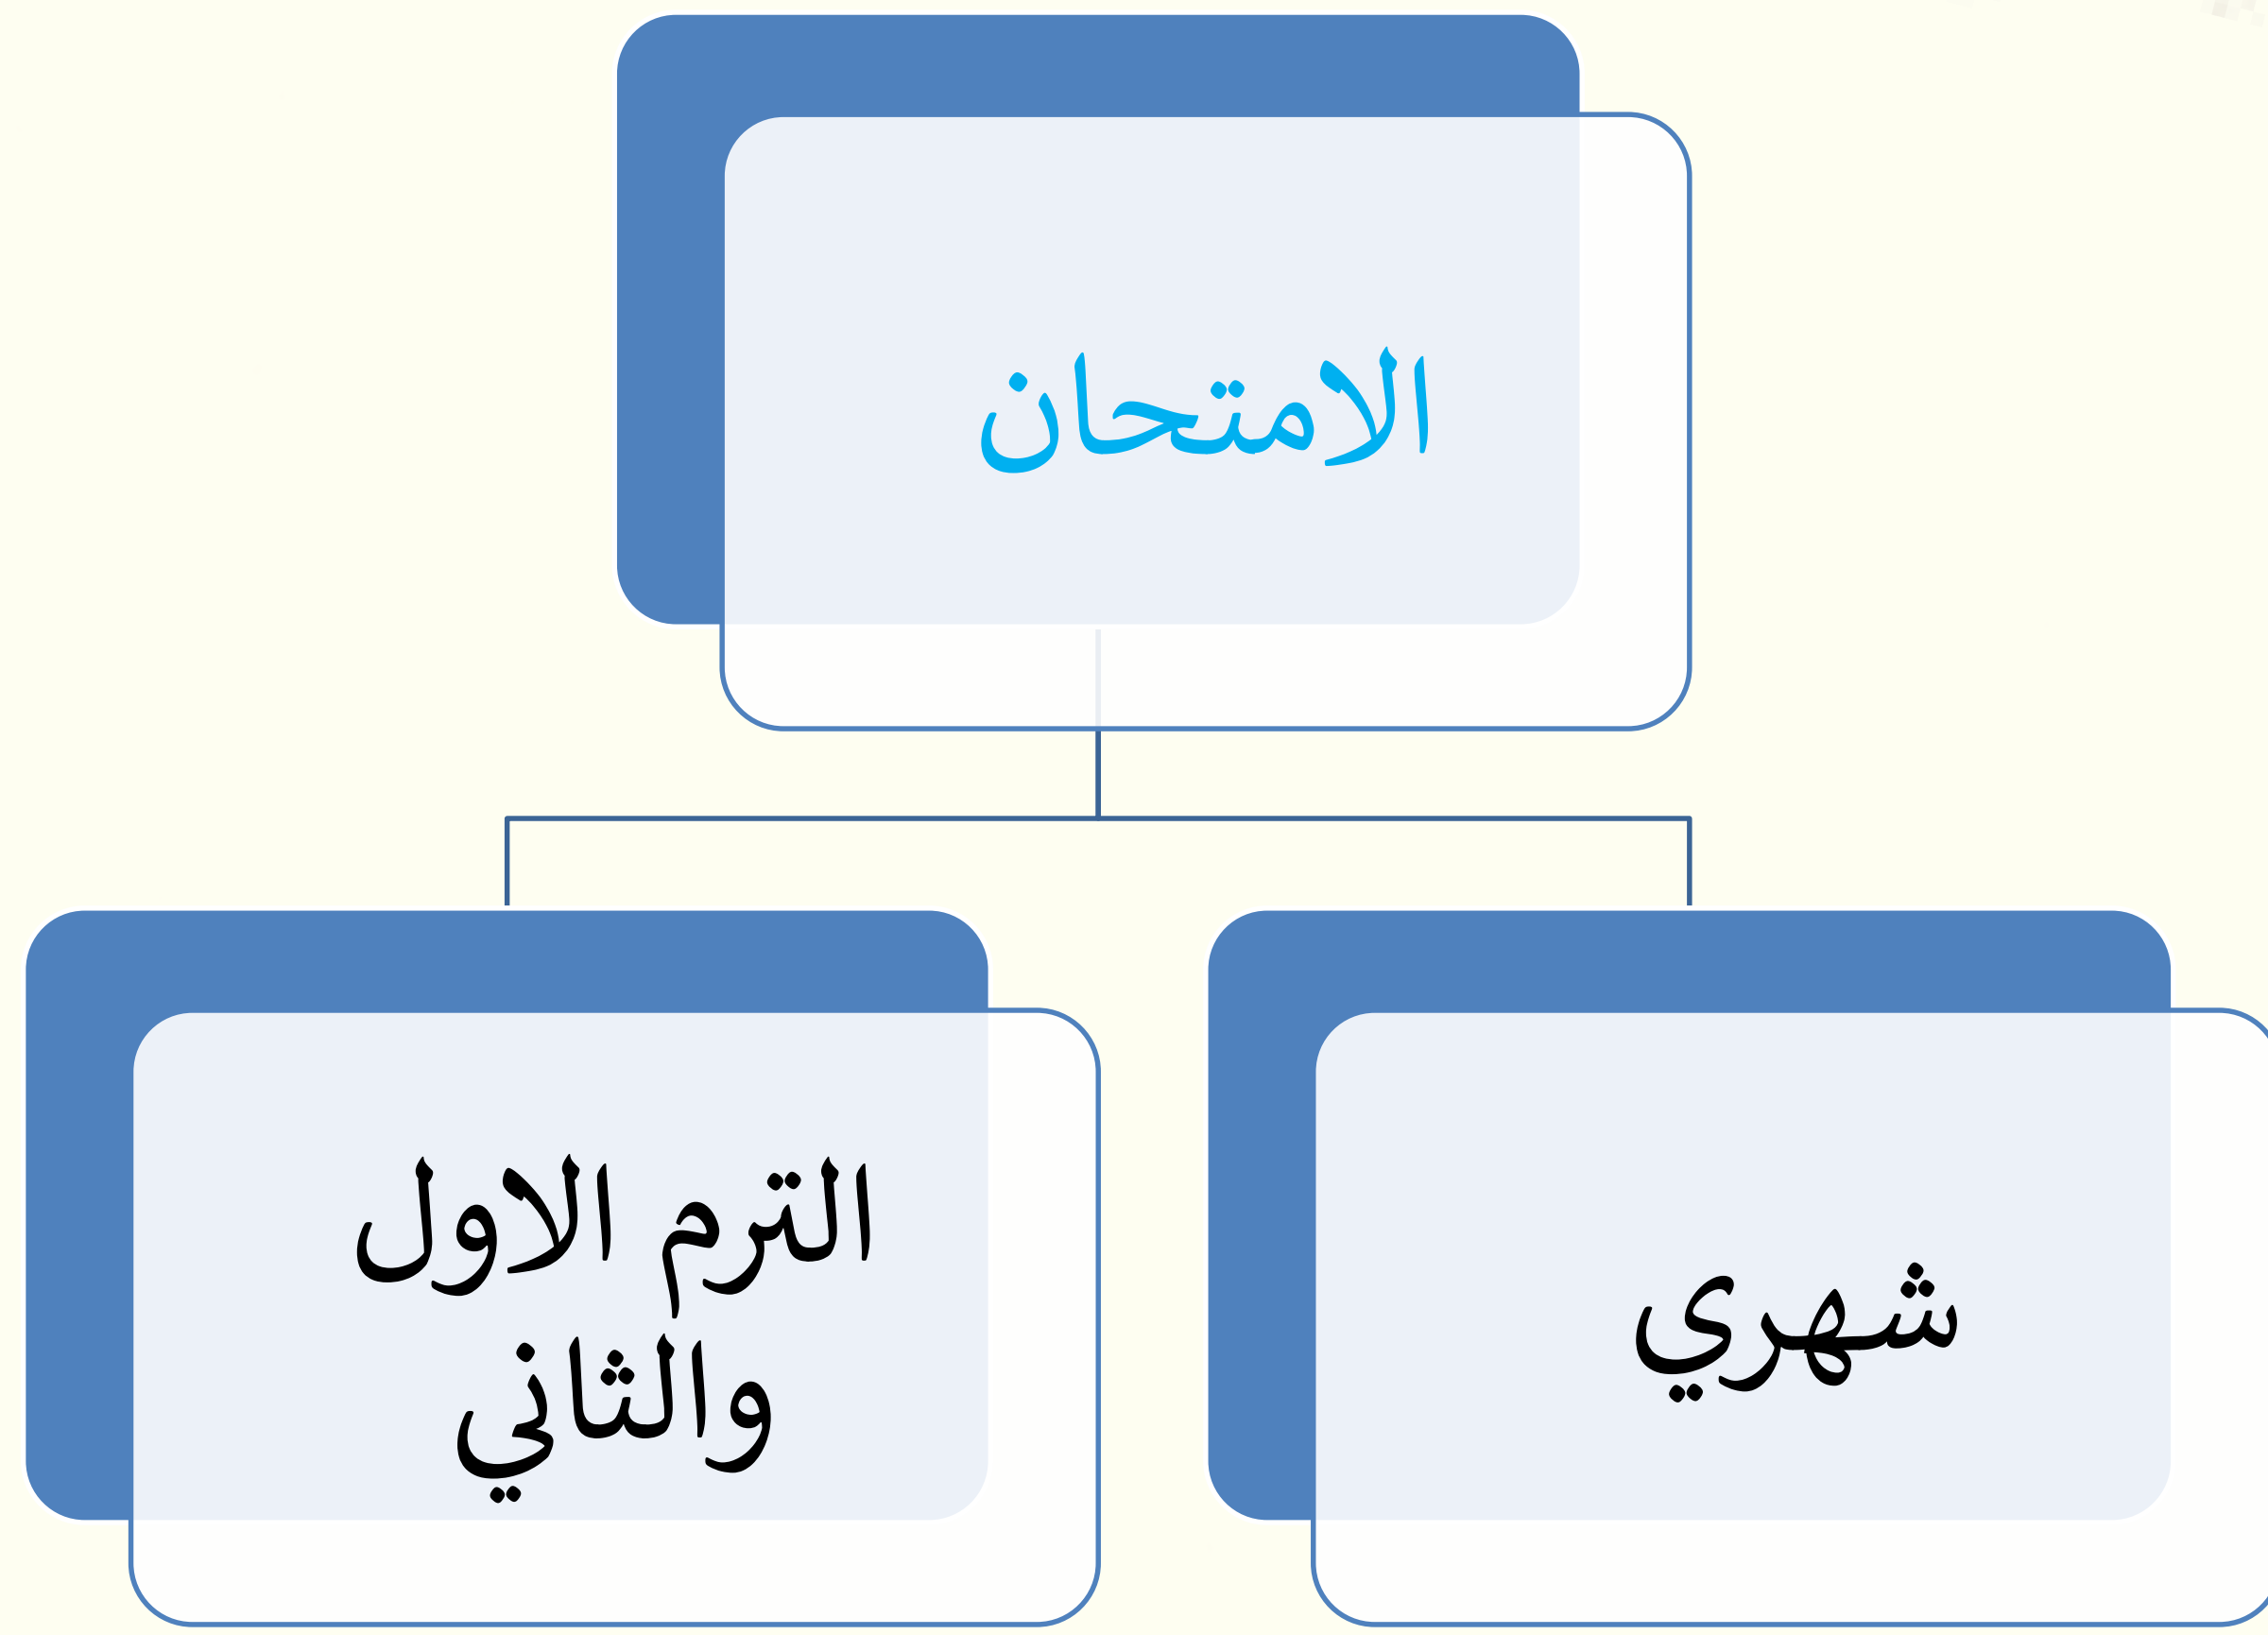 الامتحان
شهري
الترم الاول
والثاني